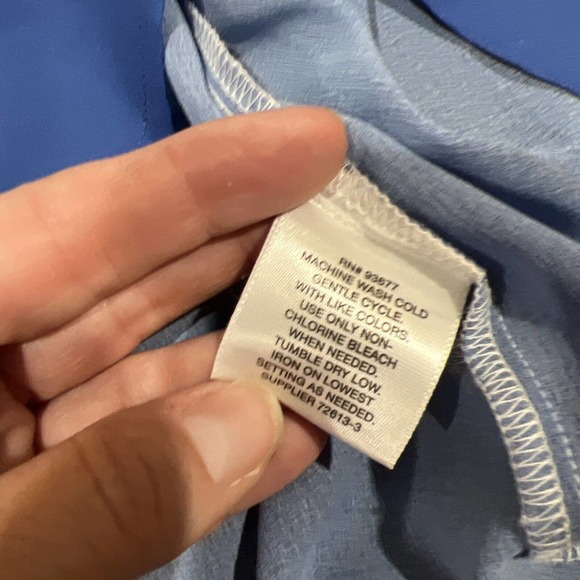 RN# 93677
MACHINE WASH COLD
GENTLE CYCLE.
WITH LIKE COLORS.
USE ONLY NON-
CHLORINE BLEACH
WHEN NEEDED.
TUMBLE DRY LOW.
IRON ON LOWEST
SETTING AS NEEDED.
SUPPLIER 72613-3